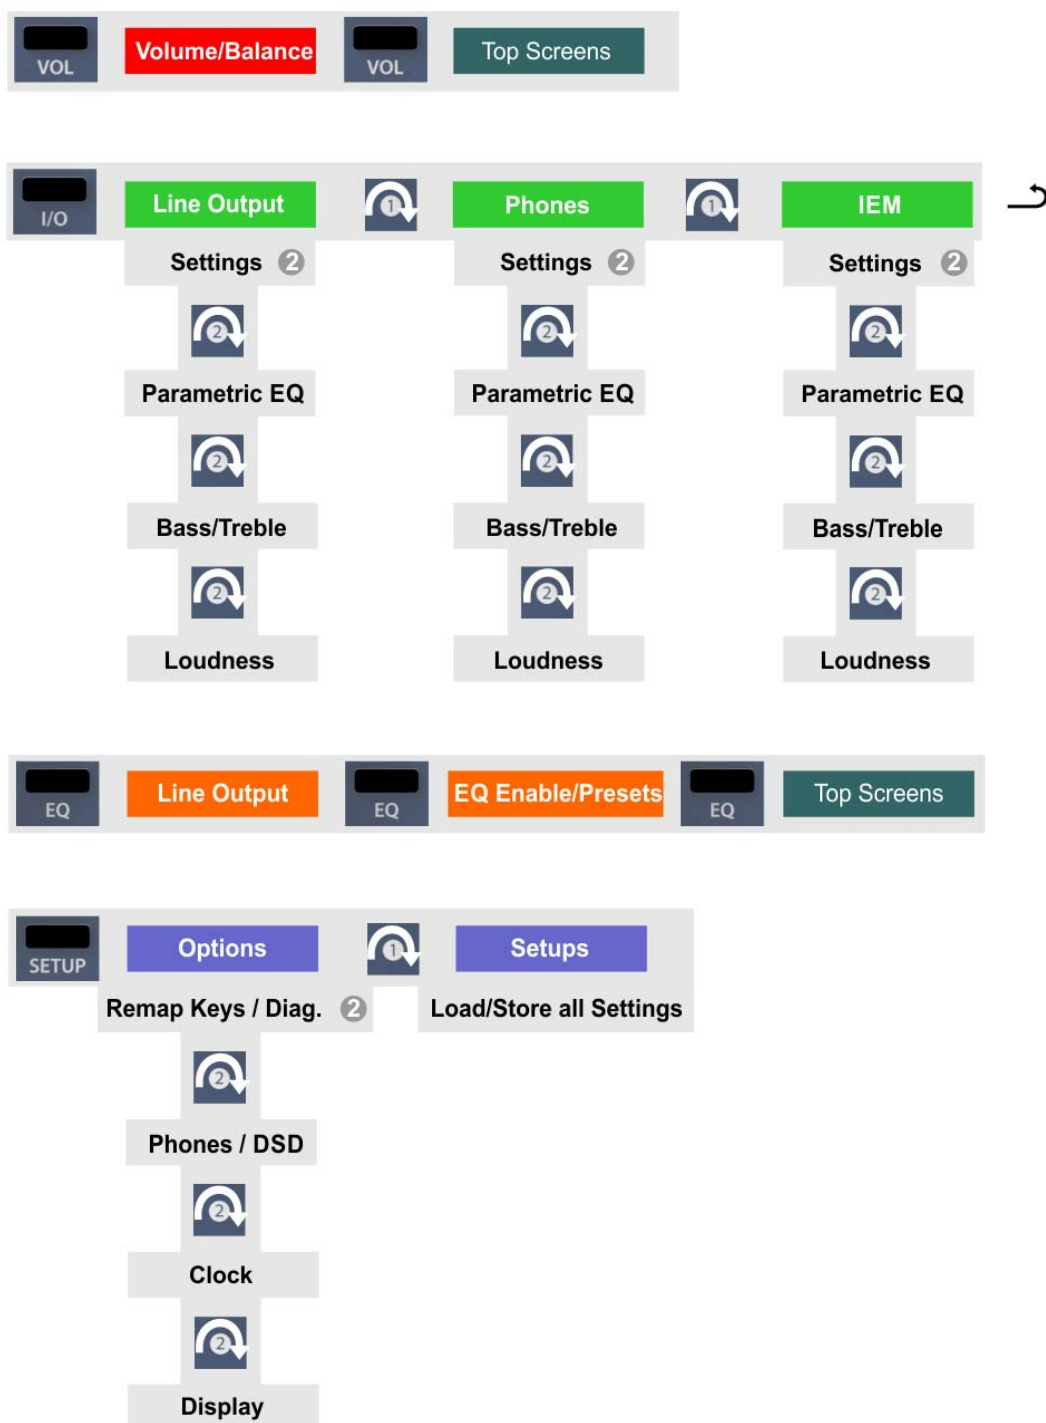 VOL Volume/Balance VOL Top Screens
I/O Line Output 1 Phones 1 IEM
Settings 2 Settings 2 Settings 2
2 2 2
Parametric EQ Parametric EQ Parametric EQ
2 2 2
Bass/Treble Bass/Treble Bass/Treble
2 2 2
Loudness Loudness Loudness
EQ Line Output EQ EQ Enable/Presets EQ Top Screens
SETUP Options 1 Setups
Remap Keys / Diag. 2 Load/Store all Settings
2
Phones / DSD
2
Clock
2
Display